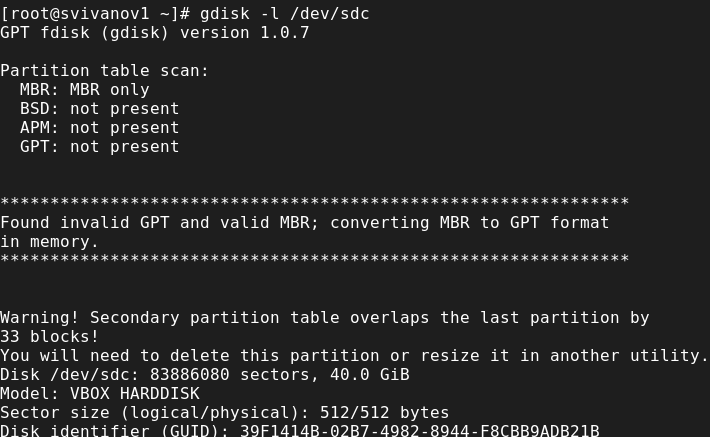 [root@svivanov1 ~]# gdisk -l /dev/sdc
GPT fdisk (gdisk) version 1.0.7
Partition table scan:
  MBR: MBR only
  BSD: not present
  APM: not present
  GPT: not present
***************************************************************
Found invalid GPT and valid MBR; converting MBR to GPT format
in memory.
***************************************************************
Warning! Secondary partition table overlaps the last partition by
33 blocks!
You will need to delete this partition or resize it in another utility.
Disk /dev/sdc: 83886080 sectors, 40.0 GiB
Model: VBOX HARDDISK
Sector size (logical/physical): 512/512 bytes
Disk identifier (GUID): 39F1414B-02B7-4982-8944-F8CBB9ADB21B